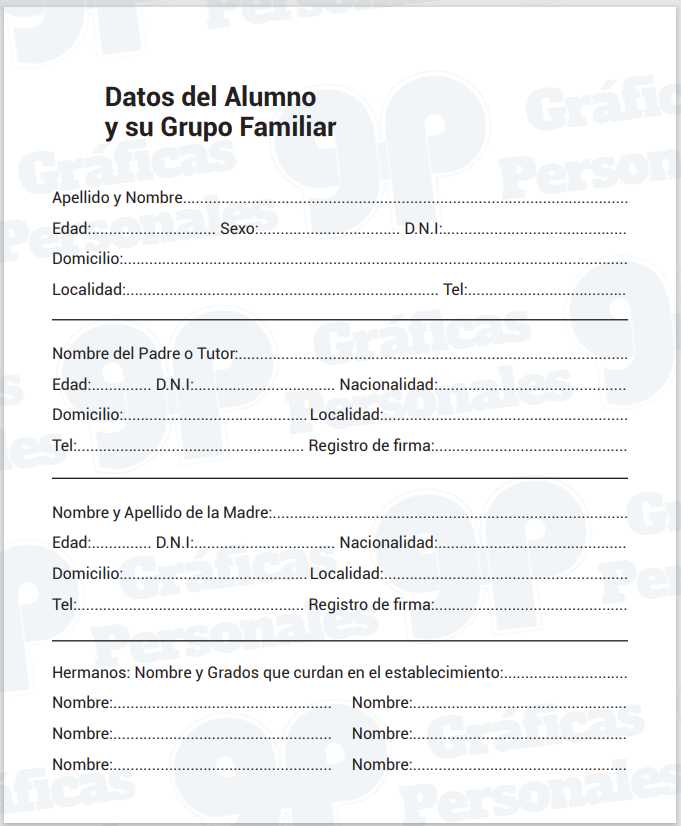 Datos del Alumno
y su Grupo Familiar
Apellido y Nombre.........................................................................................................
Edad:............................. Sexo:................................. D.N.I:...........................................
Domicilio:.......................................................................................................................
Localidad:.......................................................................... Tel:.....................................
Nombre del Padre o Tutor:...........................................................................................
Edad:.............. D.N.I:................................. Nacionalidad:............................................
Domicilio:........................................... Localidad:.........................................................
Tel:..................................................... Registro de firma:.............................................
Nombre y Apellido de la Madre:...................................................................................
Edad:.............. D.N.I:................................. Nacionalidad:............................................
Domicilio:........................................... Localidad:.........................................................
Tel:..................................................... Registro de firma:.............................................
Hermanos: Nombre y Grados que curdan en el establecimiento:.............................
Nombre:................................................... Nombre:..................................................
Nombre:................................................... Nombre:..................................................
Nombre:................................................... Nombre:..................................................
gp Gráficas Personales